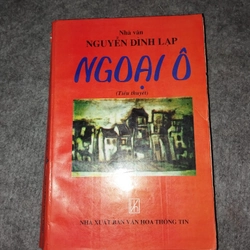 Nhà văn
NGUYỄN ĐÌNH LẠP
NGOẠI Ô
(Tiểu thuyết)
NHÀ XUẤT BẢN VĂN HÓA THÔNG TIN